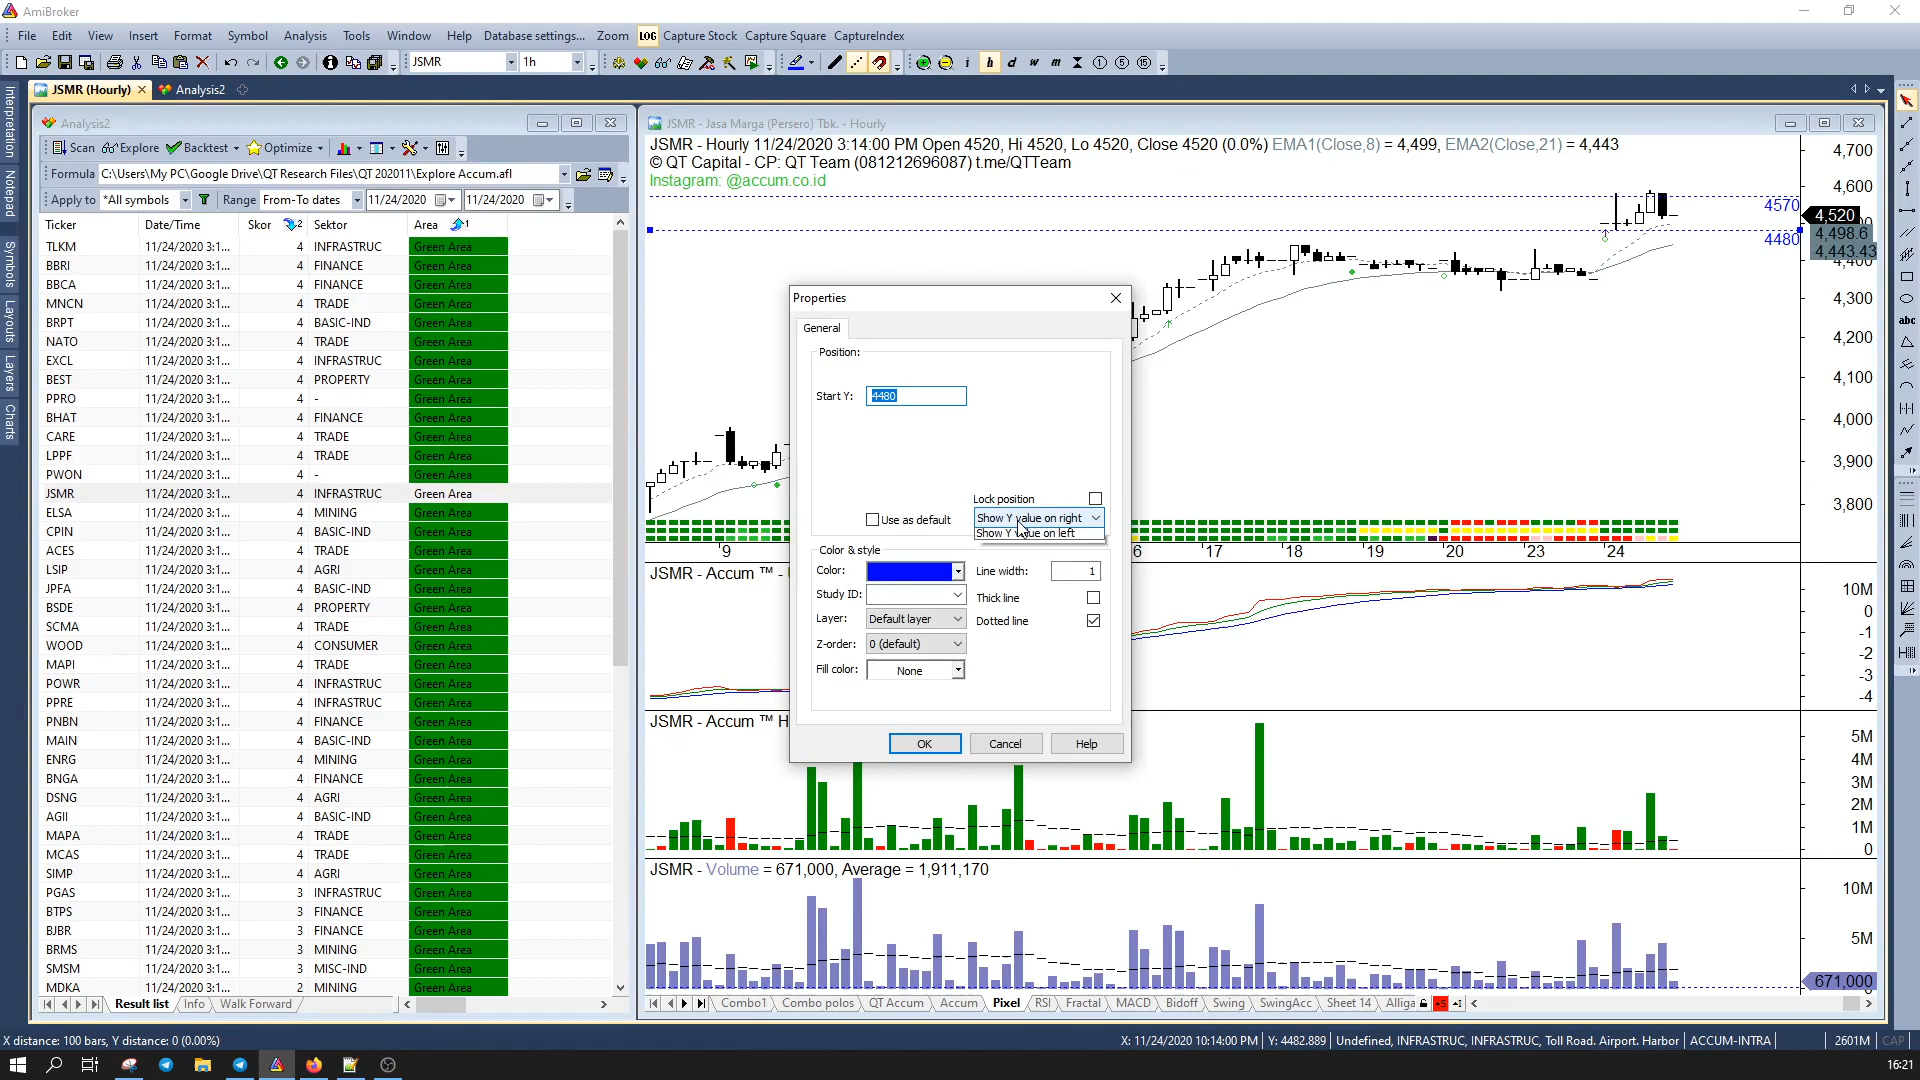 AmiBroker
File Edit View Insert Format Symbol Analysis Tools Window Help Database settings... Zoom LOG Capture Stock Capture Square CaptureIndex
JSMR 1h
JSMR (Hourly) Analysis2
Interpretation
Notepad
Symbols
Layouts
Layers
Charts
Analysis2
Scan Explore Backtest Optimize
Formula C:\Users\My PC\Google Drive\QT Research Files\QT 202011\Explore Accum.afl
Apply to *All symbols Range From-To dates 11/24/2020 11/24/2020
Ticker Date/Time Skor 2 Sektor Area 1
TLKM 11/24/2020 3:1... 4 INFRASTRUC Green Area
BBRI 11/24/2020 3:1... 4 FINANCE Green Area
BBCA 11/24/2020 3:1... 4 FINANCE Green Area
MNCN 11/24/2020 3:1... 4 TRADE Green Area
BRPT 11/24/2020 3:1... 4 BASIC-IND Green Area
NATO 11/24/2020 3:1... 4 TRADE Green Area
EXCL 11/24/2020 3:1... 4 INFRASTRUC Green Area
BEST 11/24/2020 3:1... 4 PROPERTY Green Area
PPRO 11/24/2020 3:1... 4 - Green Area
BHAT 11/24/2020 3:1... 4 FINANCE Green Area
CARE 11/24/2020 3:1... 4 TRADE Green Area
LPPF 11/24/2020 3:1... 4 TRADE Green Area
PWON 11/24/2020 3:1... 4 - Green Area
JSMR 11/24/2020 3:1... 4 INFRASTRUC Green Area
ELSA 11/24/2020 3:1... 4 MINING Green Area
CPIN 11/24/2020 3:1... 4 BASIC-IND Green Area
ACES 11/24/2020 3:1... 4 TRADE Green Area
LSIP 11/24/2020 3:1... 4 AGRI Green Area
JPFA 11/24/2020 3:1... 4 BASIC-IND Green Area
BSDE 11/24/2020 3:1... 4 PROPERTY Green Area
SCMA 11/24/2020 3:1... 4 TRADE Green Area
WOOD 11/24/2020 3:1... 4 CONSUMER Green Area
MAPI 11/24/2020 3:1... 4 TRADE Green Area
POWR 11/24/2020 3:1... 4 INFRASTRUC Green Area
PPRE 11/24/2020 3:1... 4 INFRASTRUC Green Area
PNBN 11/24/2020 3:1... 4 FINANCE Green Area
MAIN 11/24/2020 3:1... 4 BASIC-IND Green Area
ENRG 11/24/2020 3:1... 4 MINING Green Area
BNGA 11/24/2020 3:1... 4 FINANCE Green Area
DSNG 11/24/2020 3:1... 4 AGRI Green Area
AGII 11/24/2020 3:1... 4 BASIC-IND Green Area
MAPA 11/24/2020 3:1... 4 TRADE Green Area
MCAS 11/24/2020 3:1... 4 TRADE Green Area
SIMP 11/24/2020 3:1... 4 AGRI Green Area
PGAS 11/24/2020 3:1... 3 INFRASTRUC Green Area
BTPS 11/24/2020 3:1... 3 FINANCE Green Area
BJBR 11/24/2020 3:1... 3 FINANCE Green Area
BRMS 11/24/2020 3:1... 3 MINING Green Area
SMSM 11/24/2020 3:1... 3 MISC-IND Green Area
MDKA 11/24/2020 3:1... 2 MINING Green Area
Result list Info Walk Forward
JSMR - Jasa Marga (Persero) Tbk. - Hourly
JSMR - Hourly 11/24/2020 3:14:00 PM Open 4520, Hi 4520, Lo 4520, Close 4520 (0.0%) EMA1(Close,8) = 4,499, EMA2(Close,21) = 4,443
© QT Capital - CP: QT Team (081212696087) t.me/QTTeam
Instagram: @accum.co.id
4570
4480
4,700
4,600
4,520
4,498.6
4,443.43
4,400
4,300
4,200
4,100
4,000
3,900
3,800
9 6 17 18 19 20 23 24
Properties
General
Position:
Start Y: 4480
Lock position
Use as default
Show Y value on right
Show Y value on left
Color & style
Color: Line width: 1
Study ID: Thick line
Layer: Default layer Dotted line
Z-order: 0 (default)
Fill color: None
OK Cancel Help
JSMR - Accum ™ -
10M
0
-1
-2
-3
-4
JSMR - Accum ™ H
5M
4M
3M
2M
1M
0
JSMR - Volume = 671,000, Average = 1,911,170
10M
5M
671,000
Combo1 Combo polos QT Accum Accum Pixel RSI Fractal MACD Bidoff Swing SwingAcc Sheet 14 Alliga
X distance: 100 bars, Y distance: 0 (0.00%)
X: 11/24/2020 10:14:00 PM Y: 4482.889 Undefined, INFRASTRUC, INFRASTRUC, Toll Road. Airport. Harbor ACCUM-INTRA 2601M CAP
16:21